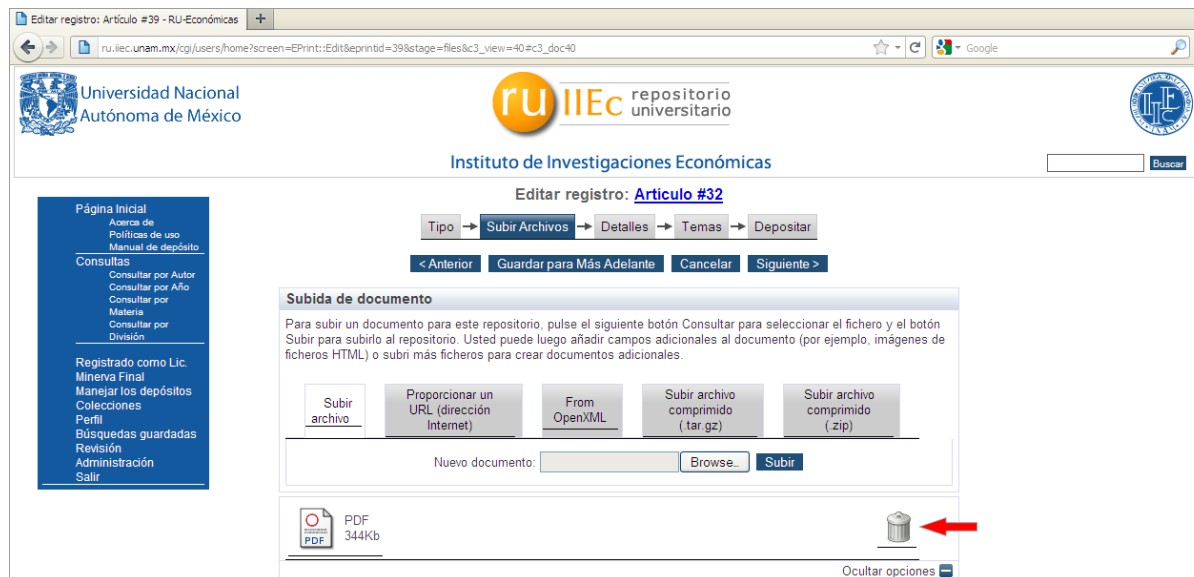 Editar registro: Artículo #39 - RU-Económicas
ru.iiec.unam.mx/cgi/users/home?screen=EPrint::Edit&eprintid=39&stage=files&c3_view=40#c3_doc40
Google
Universidad Nacional
Autónoma de México
ru IIEc repositorio
universitario
Instituto de Investigaciones Económicas
Buscar
Página Inicial
Acerca de
Políticas de uso
Manual de depósito
Consultas
Consultar por Autor
Consultar por Año
Consultar por
Materia
Consultar por
División
Registrado como Lic.
Minerva Final
Manejar los depósitos
Colecciones
Perfil
Búsquedas guardadas
Revisión
Administración
Salir
Editar registro: Artículo #32
Tipo → Subir Archivos → Detalles → Temas → Depositar
< Anterior Guardar para Más Adelante Cancelar Siguiente >
Subida de documento
Para subir un documento para este repositorio, pulse el siguiente botón Consultar para seleccionar el fichero y el botón
Subir para subirlo al repositorio. Usted puede luego añadir campos adicionales al documento (por ejemplo, imágenes de
ficheros HTML) o subri más ficheros para crear documentos adicionales.
Subir
archivo
Proporcionar un
URL (dirección
Internet)
From
OpenXML
Subir archivo
comprimido
(.tar.gz)
Subir archivo
comprimido
(.zip)
Nuevo documento: Browse... Subir
PDF
PDF
344Kb
Ocultar opciones